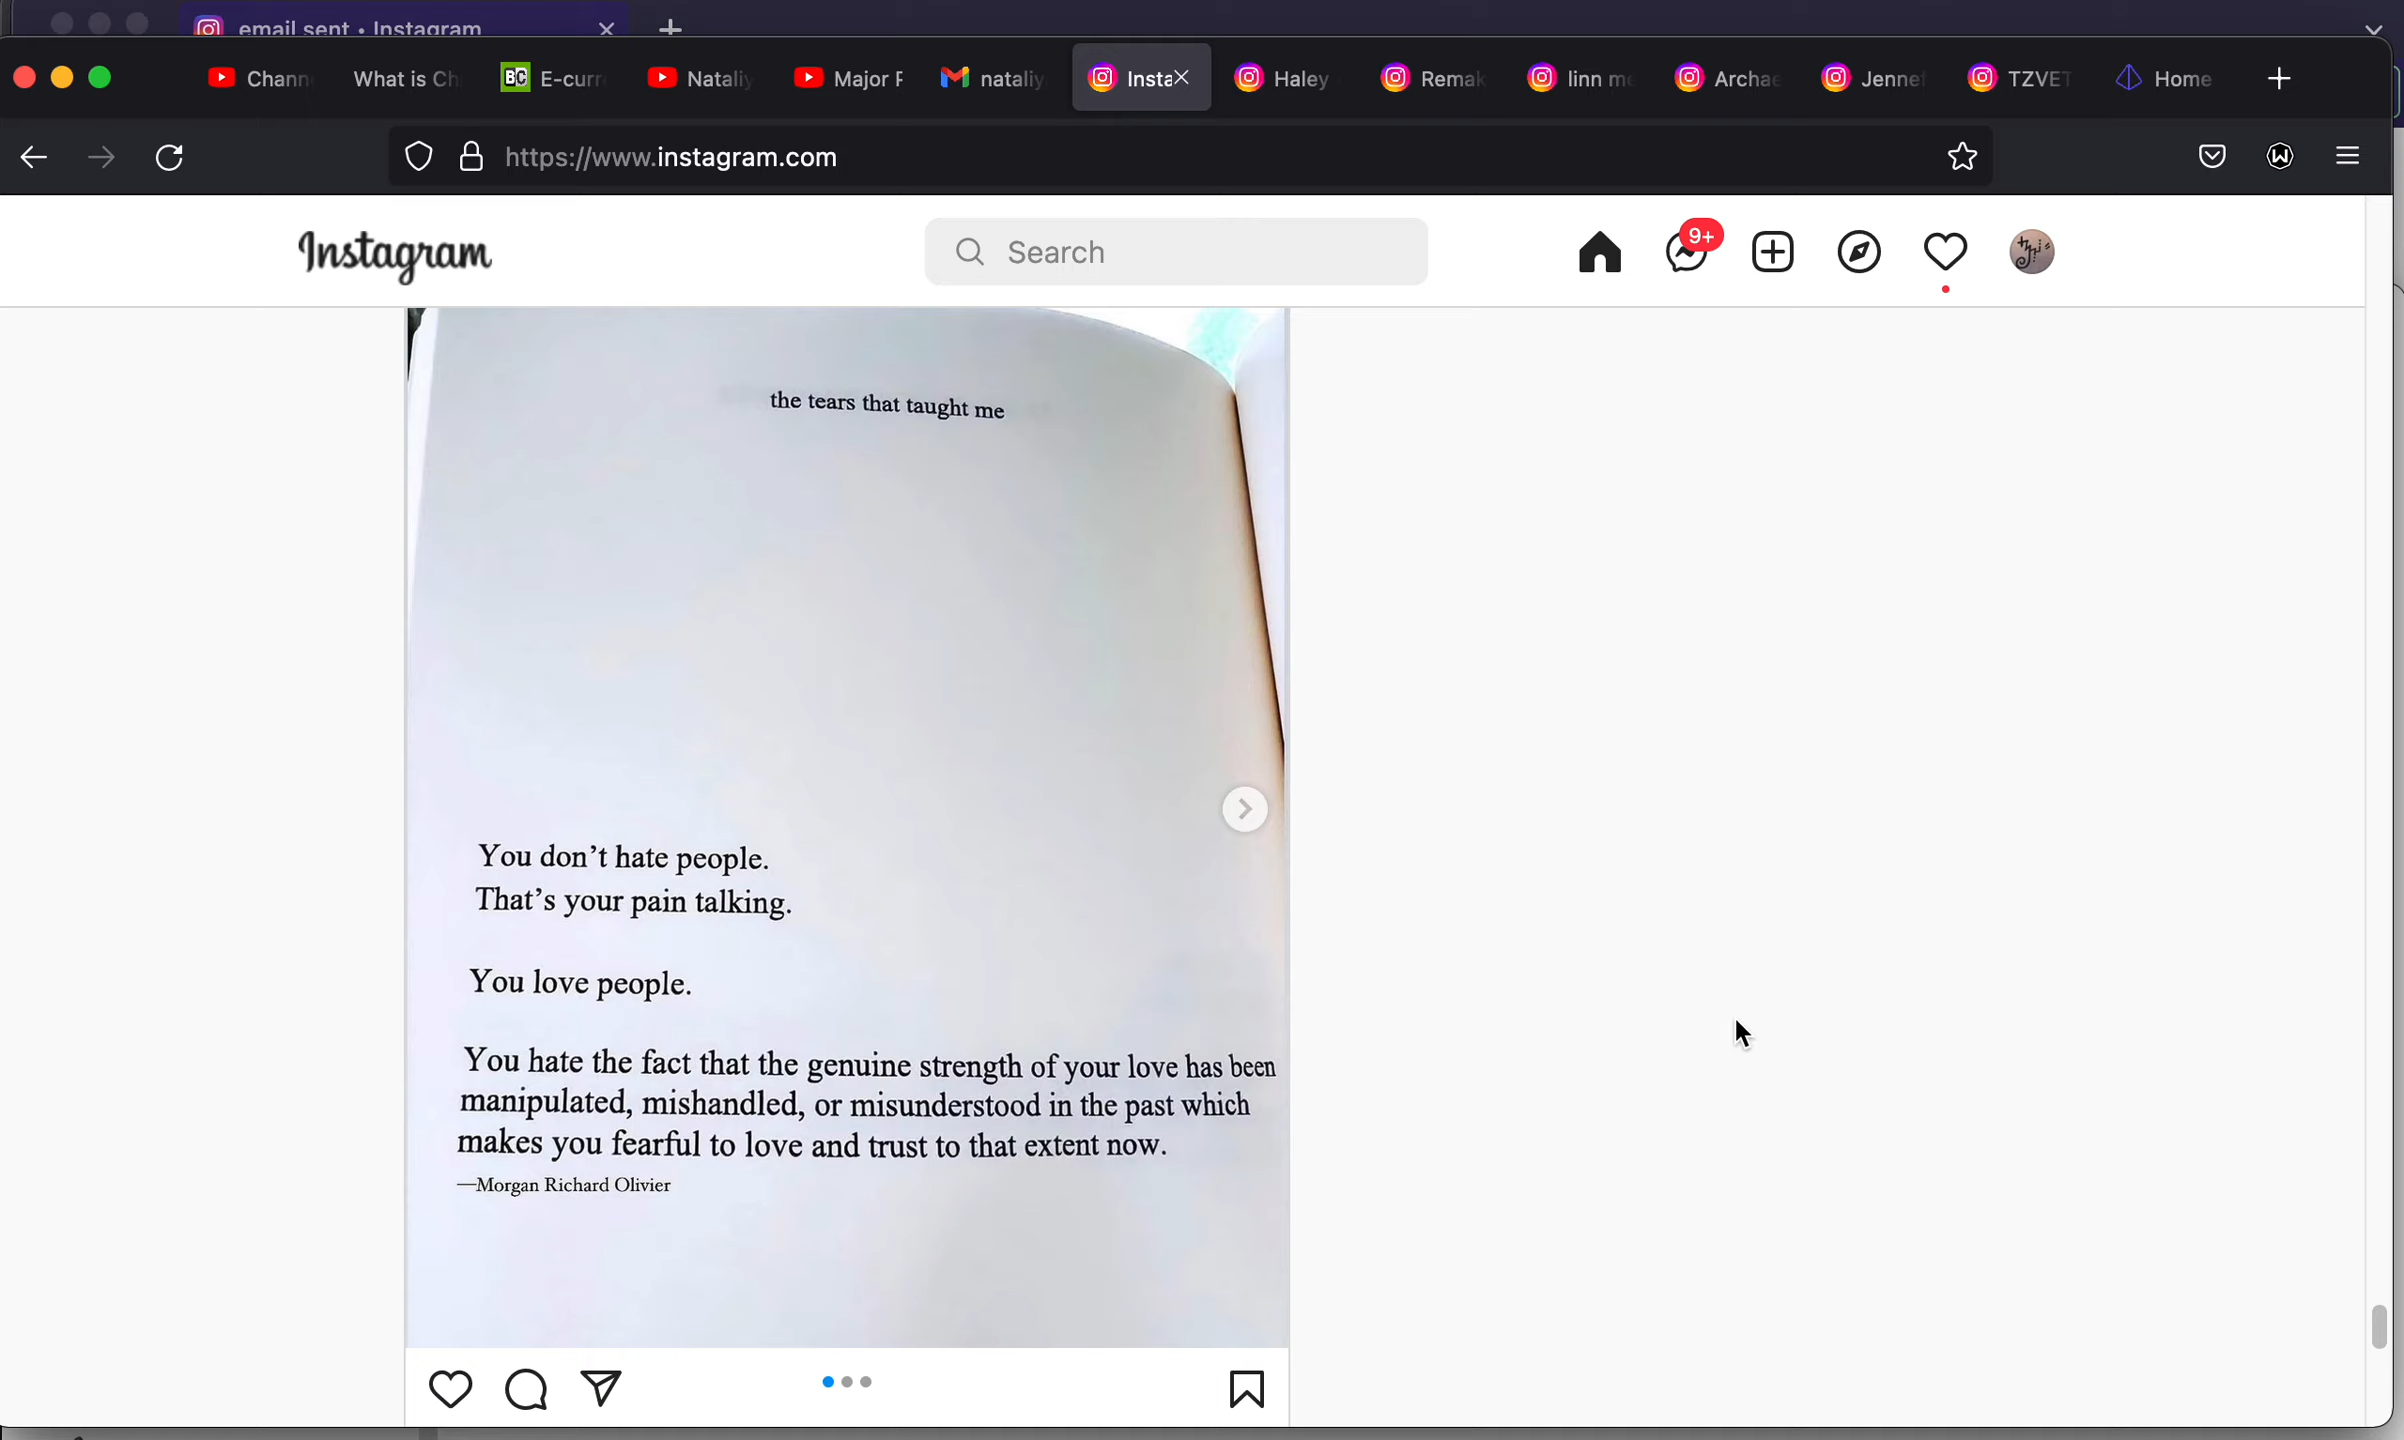 email sent • Instagram
Chann
What is Ch
E-curr
Nataliy
Major F
nataliy
Insta
Haley
Remak
linn me
Archae
Jennef
TZVET
Home
https://www.instagram.com
Instagram
Search
9+
the tears that taught me
You don’t hate people.
That’s your pain talking.
You love people.
You hate the fact that the genuine strength of your love has been
manipulated, mishandled, or misunderstood in the past which
makes you fearful to love and trust to that extent now.
—Morgan Richard Olivier